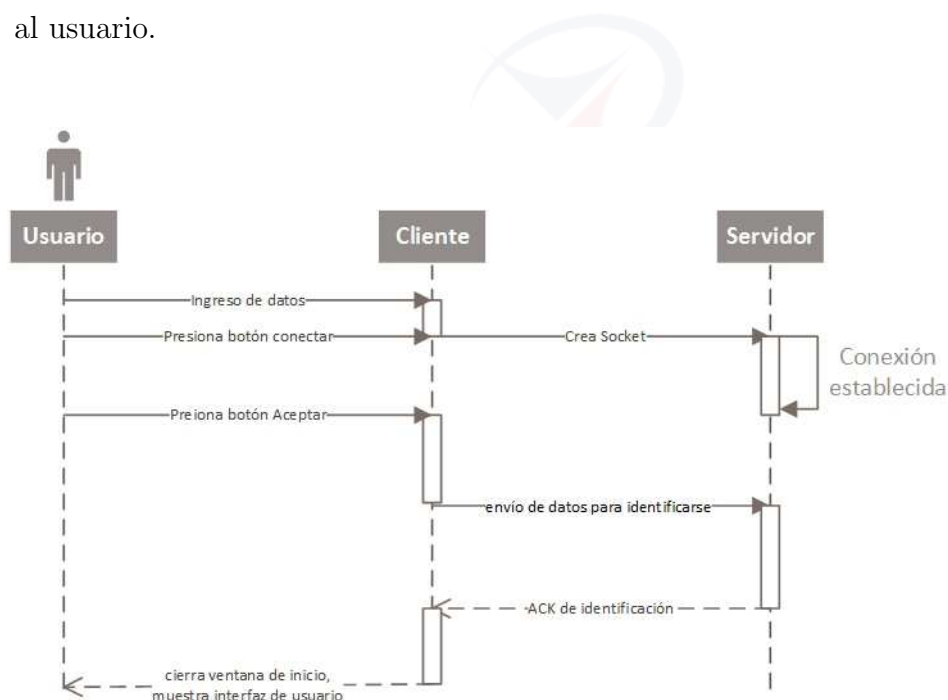 al usuario.
Usuario
Cliente
Servidor
Ingreso de datos
Presiona botón conectar
Crea Socket
Conexión
establecida
Preiona botón Aceptar
envío de datos para identificarse
ACK de identificación
cierra ventana de inicio,
muestra interfaz de usuario